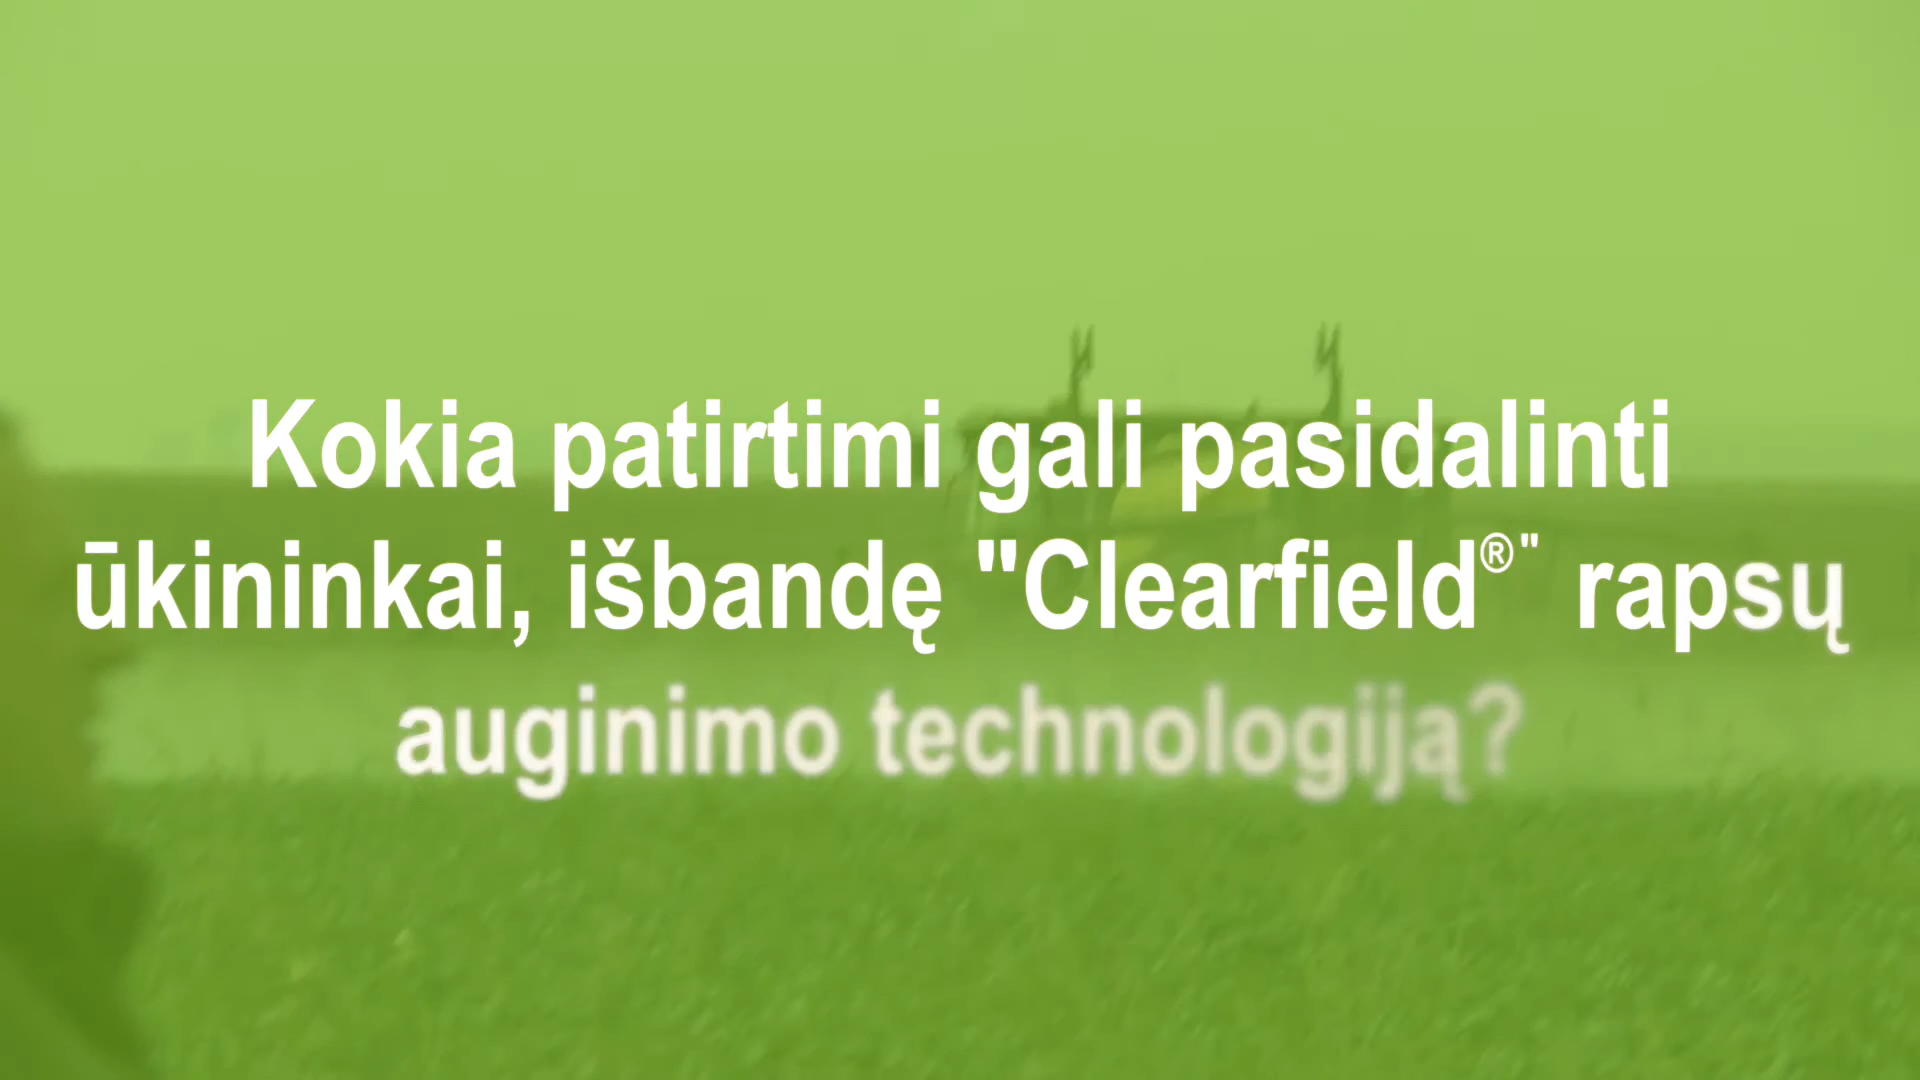 Kokia patirtimi gali pasidalinti
ūkininkai, išbandę "Clearfield®" rapsų
auginimo technologiją?